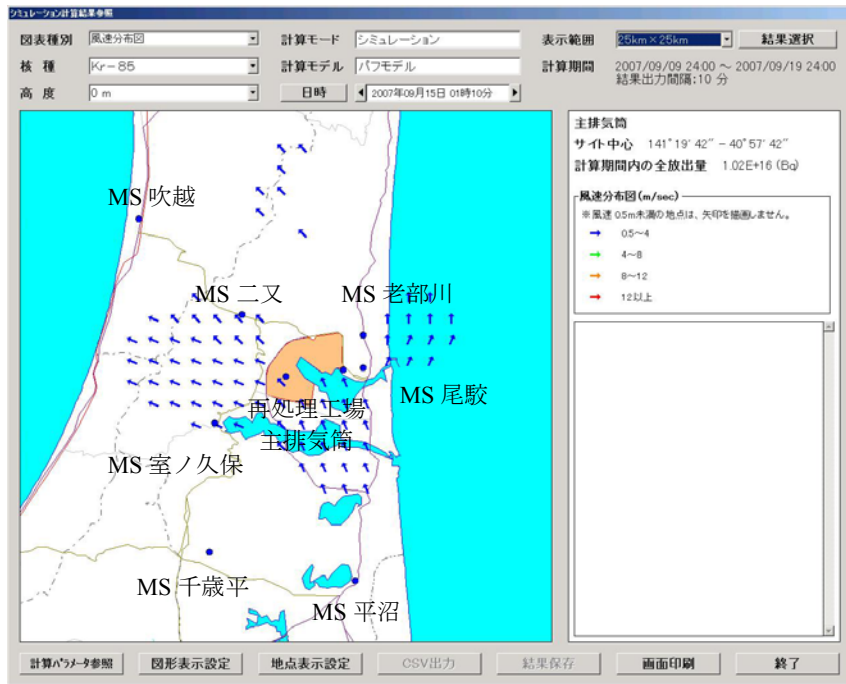 シミュレーション計算結果参照
図表種別 風速分布図 計算モード シミュレーション 表示範囲 25km×25km 結果選択
核 種 Kr-85 計算モデル パフモデル 計算期間 2007/09/09 24:00 ～ 2007/09/19 24:00
結果出力間隔:10 分
高 度 0 m 日時 2007年09月15日 01時10分
主排気筒
サイト中心 141°19′42″ - 40°57′42″
計算期間内の全放出量 1.02E+16 (Bq)
風速分布図(m/sec)
※風速 0.5m未満の地点は、矢印を描画しません。
0.5～4
4～8
8～12
12以上
MS 吹越
MS 二又
MS 老部川
MS 尾駮
再処理工場
主排気筒
MS 室ノ久保
MS 千歳平
MS 平沼
計算パラメータ参照 図形表示設定 地点表示設定 CSV出力 結果保存 画面印刷 終了